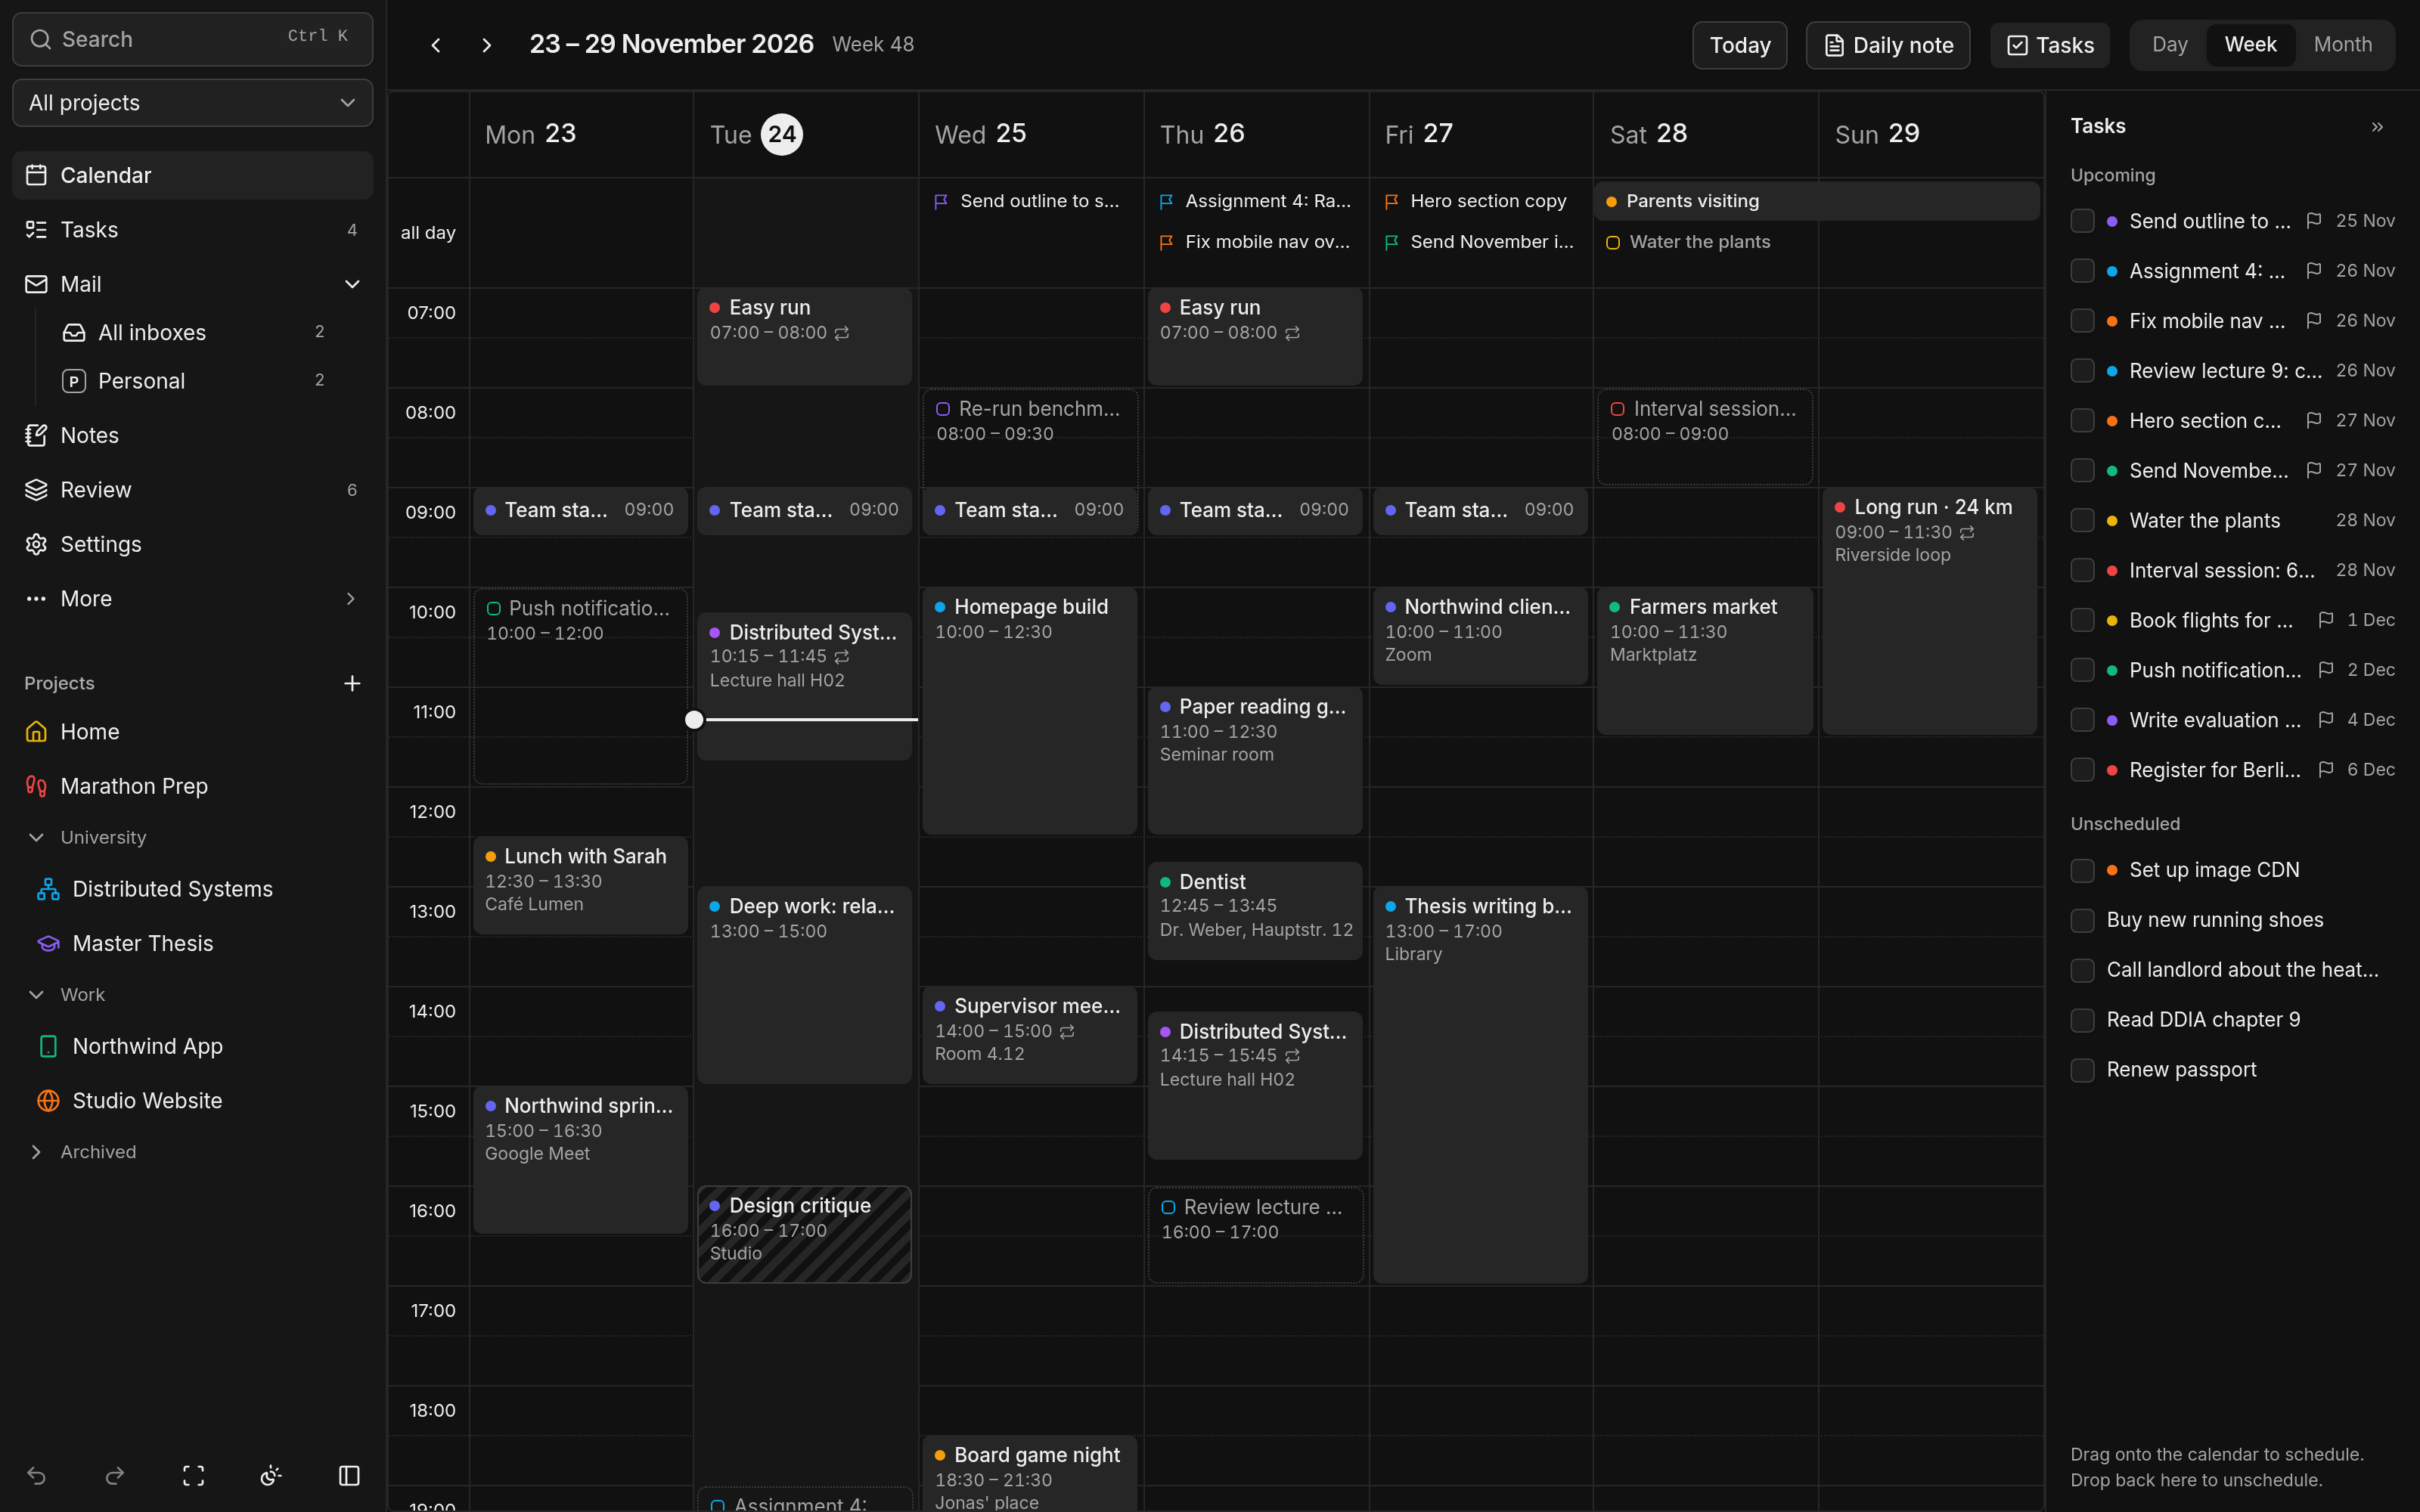 Search
Ctrl K
All projects
Calendar
Tasks 4
Mail
All inboxes 2
P Personal 2
Notes
Review 6
Settings
More
Projects
Home
Marathon Prep
University
Distributed Systems
Master Thesis
Work
Northwind App
Studio Website
Archived
23 – 29 November 2026 Week 48
Today
Daily note
Tasks
Day
Week
Month
Mon 23
Tue 24
Wed 25
Thu 26
Fri 27
Sat 28
Sun 29
all day
Send outline to s...
Assignment 4: Ra...
Fix mobile nav ov...
Hero section copy
Send November i...
Parents visiting
Water the plants
07:00
08:00
09:00
10:00
11:00
12:00
13:00
14:00
15:00
16:00
17:00
18:00
19:00
Team sta... 09:00
Push notificatio...
10:00 – 12:00
Lunch with Sarah
12:30 – 13:30
Café Lumen
Northwind sprin...
15:00 – 16:30
Google Meet
Easy run
07:00 – 08:00
Team sta... 09:00
Distributed Syst...
10:15 – 11:45
Lecture hall H02
Deep work: rela...
13:00 – 15:00
Design critique
16:00 – 17:00
Studio
Assignment 4:
Re-run benchm...
08:00 – 09:30
Team sta... 09:00
Homepage build
10:00 – 12:30
Supervisor mee...
14:00 – 15:00
Room 4.12
Board game night
18:30 – 21:30
Jonas' place
Easy run
07:00 – 08:00
Team sta... 09:00
Paper reading g...
11:00 – 12:30
Seminar room
Dentist
12:45 – 13:45
Dr. Weber, Hauptstr. 12
Distributed Syst...
14:15 – 15:45
Lecture hall H02
Review lecture ...
16:00 – 17:00
Team sta... 09:00
Northwind clien...
10:00 – 11:00
Zoom
Thesis writing b...
13:00 – 17:00
Library
Interval session...
08:00 – 09:00
Farmers market
10:00 – 11:30
Marktplatz
Long run · 24 km
09:00 – 11:30
Riverside loop
Tasks
Upcoming
Send outline to ... 25 Nov
Assignment 4: ... 26 Nov
Fix mobile nav ... 26 Nov
Review lecture 9: c... 26 Nov
Hero section c... 27 Nov
Send Novembe... 27 Nov
Water the plants 28 Nov
Interval session: 6... 28 Nov
Book flights for ... 1 Dec
Push notification... 2 Dec
Write evaluation ... 4 Dec
Register for Berli... 6 Dec
Unscheduled
Set up image CDN
Buy new running shoes
Call landlord about the heat...
Read DDIA chapter 9
Renew passport
Drag onto the calendar to schedule.
Drop back here to unschedule.